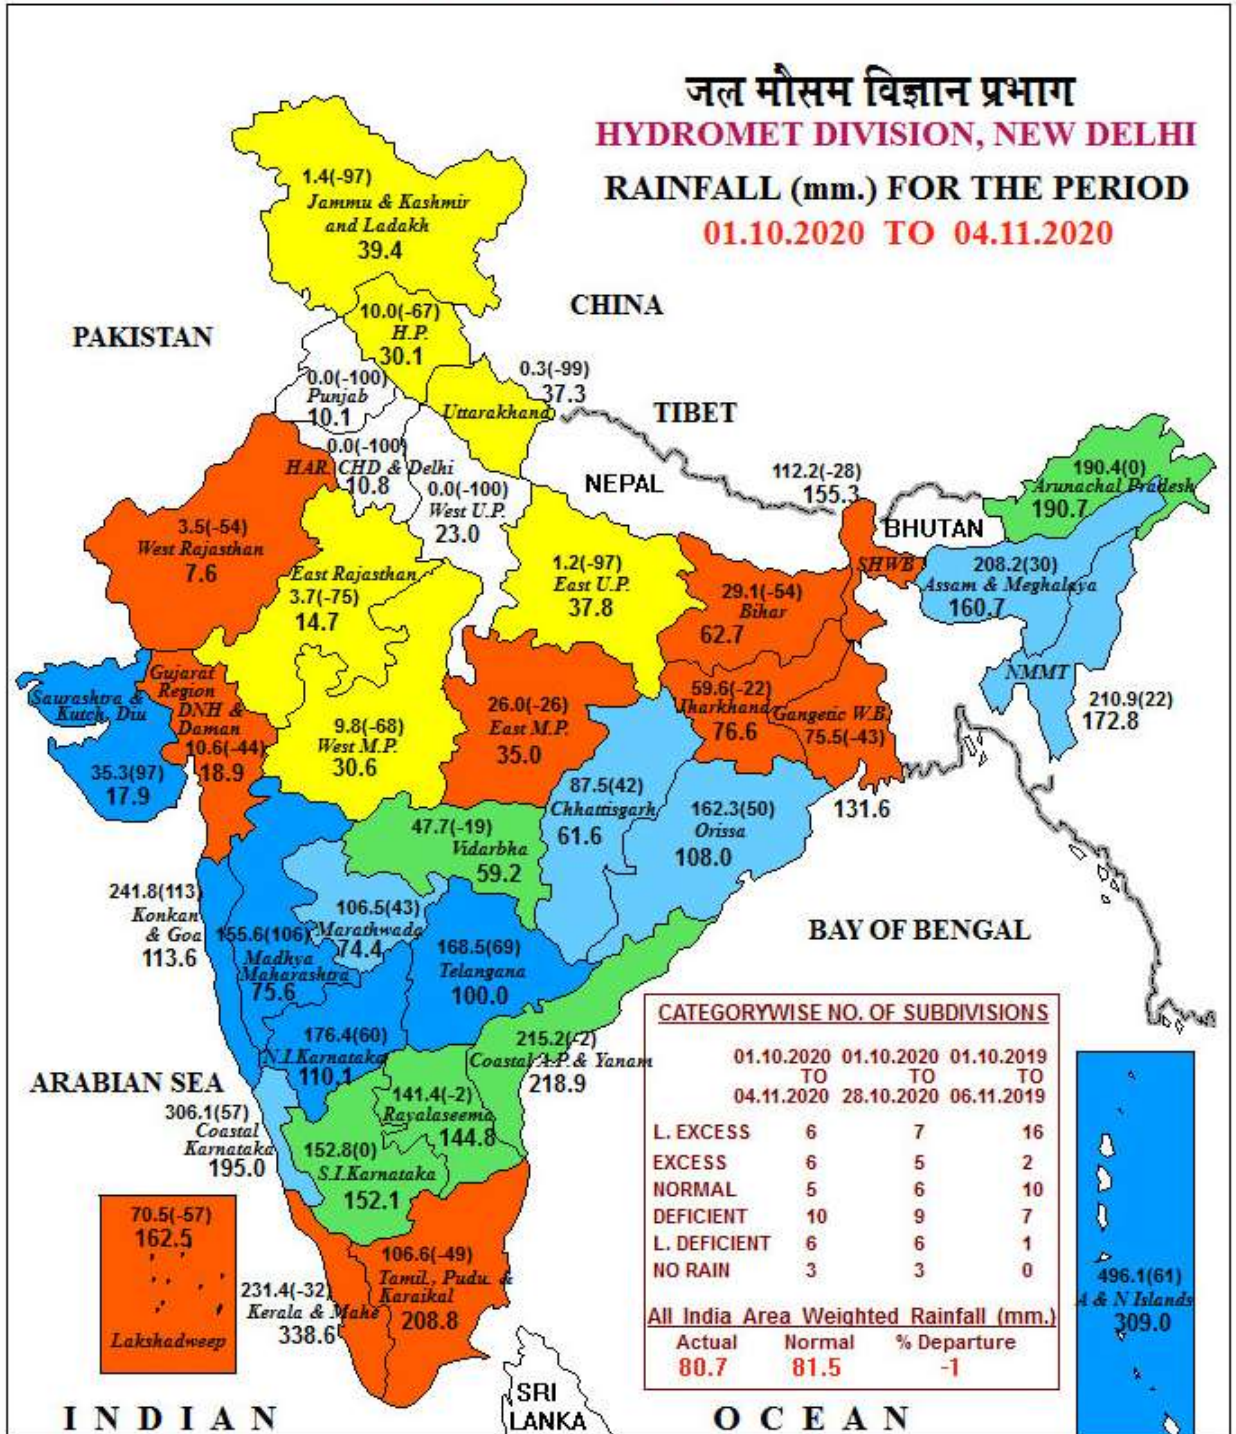 जल मौसम विज्ञान प्रभाग
HYDROMET DIVISION, NEW DELHI
RAINFALL (mm.) FOR THE PERIOD
01.10.2020 TO 04.11.2020
1.4(-97)
Jammu & Kashmir
and Ladakh
39.4
CHINA
PAKISTAN
10.0(-67)
H.P.
30.1
0.0(-100)
Punjab
10.1
0.3(-99)
37.3
Uttarakhand
TIBET
0.0(-100)
HAR. CHD & Delhi
10.8
0.0(-100)
West U.P.
23.0
NEPAL
112.2(-28)
155.3
SHWB
BHUTAN
190.4(0)
Arunachal Pradesh
190.7
3.5(-54)
West Rajasthan
7.6
East Rajasthan
3.7(-75)
14.7
1.2(-97)
East U.P.
37.8
29.1(-54)
Bihar
62.7
208.2(30)
Assam & Meghalaya
160.7
NMMT
210.9(22)
172.8
Saurashtra &
Kutch, Diu
35.3(97)
17.9
Gujarat
Region
DNH &
Daman
10.6(-44)
18.9
9.8(-68)
West M.P.
30.6
26.0(-26)
East M.P.
35.0
59.6(-22)
Jharkhand
76.6
Gangetic W.B.
75.5(-43)
131.6
87.5(42)
Chhattisgarh
61.6
162.3(50)
Orissa
108.0
47.7(-19)
Vidarbha
59.2
241.8(113)
Konkan
& Goa
113.6
155.6(106)
Madhya
Maharashtra
75.6
106.5(43)
Marathwada
74.4
168.5(69)
Telangana
100.0
BAY OF BENGAL
176.4(60)
N.I.Karnataka
110.1
215.2(-2)
Coastal A.P.& Yanam
218.9
ARABIAN SEA
306.1(57)
Coastal
Karnataka
195.0
141.4(-2)
Rayalaseema
144.8
152.8(0)
S.I.Karnataka
152.1
70.5(-57)
162.5
Lakshadweep
231.4(-32)
Kerala & Mahe
338.6
106.6(-49)
Tamil., Pudu. &
Karaikal
208.8
SRI
LANKA
CATEGORYWISE NO. OF SUBDIVISIONS
01.10.2020 01.10.2020 01.10.2019
TO TO TO
04.11.2020 28.10.2020 06.11.2019
L. EXCESS 6 7 16
EXCESS 6 5 2
NORMAL 5 6 10
DEFICIENT 10 9 7
L. DEFICIENT 6 6 1
NO RAIN 3 3 0
All India Area Weighted Rainfall (mm.)
Actual Normal % Departure
80.7 81.5 -1
496.1(61)
A & N Islands
309.0
INDIAN OCEAN